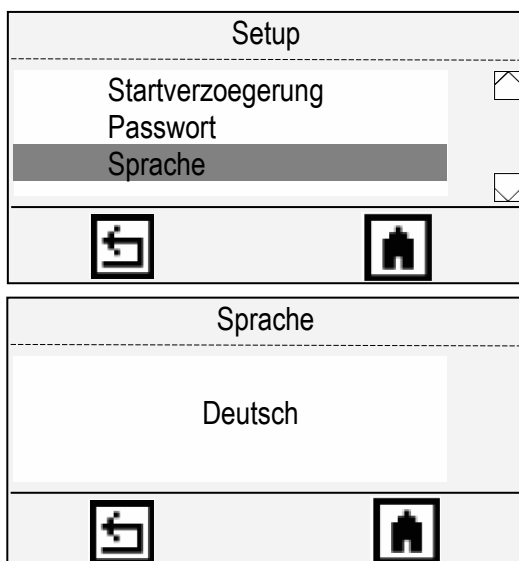 Setup
Startverzoegerung
Passwort
Sprache
Sprache
Deutsch